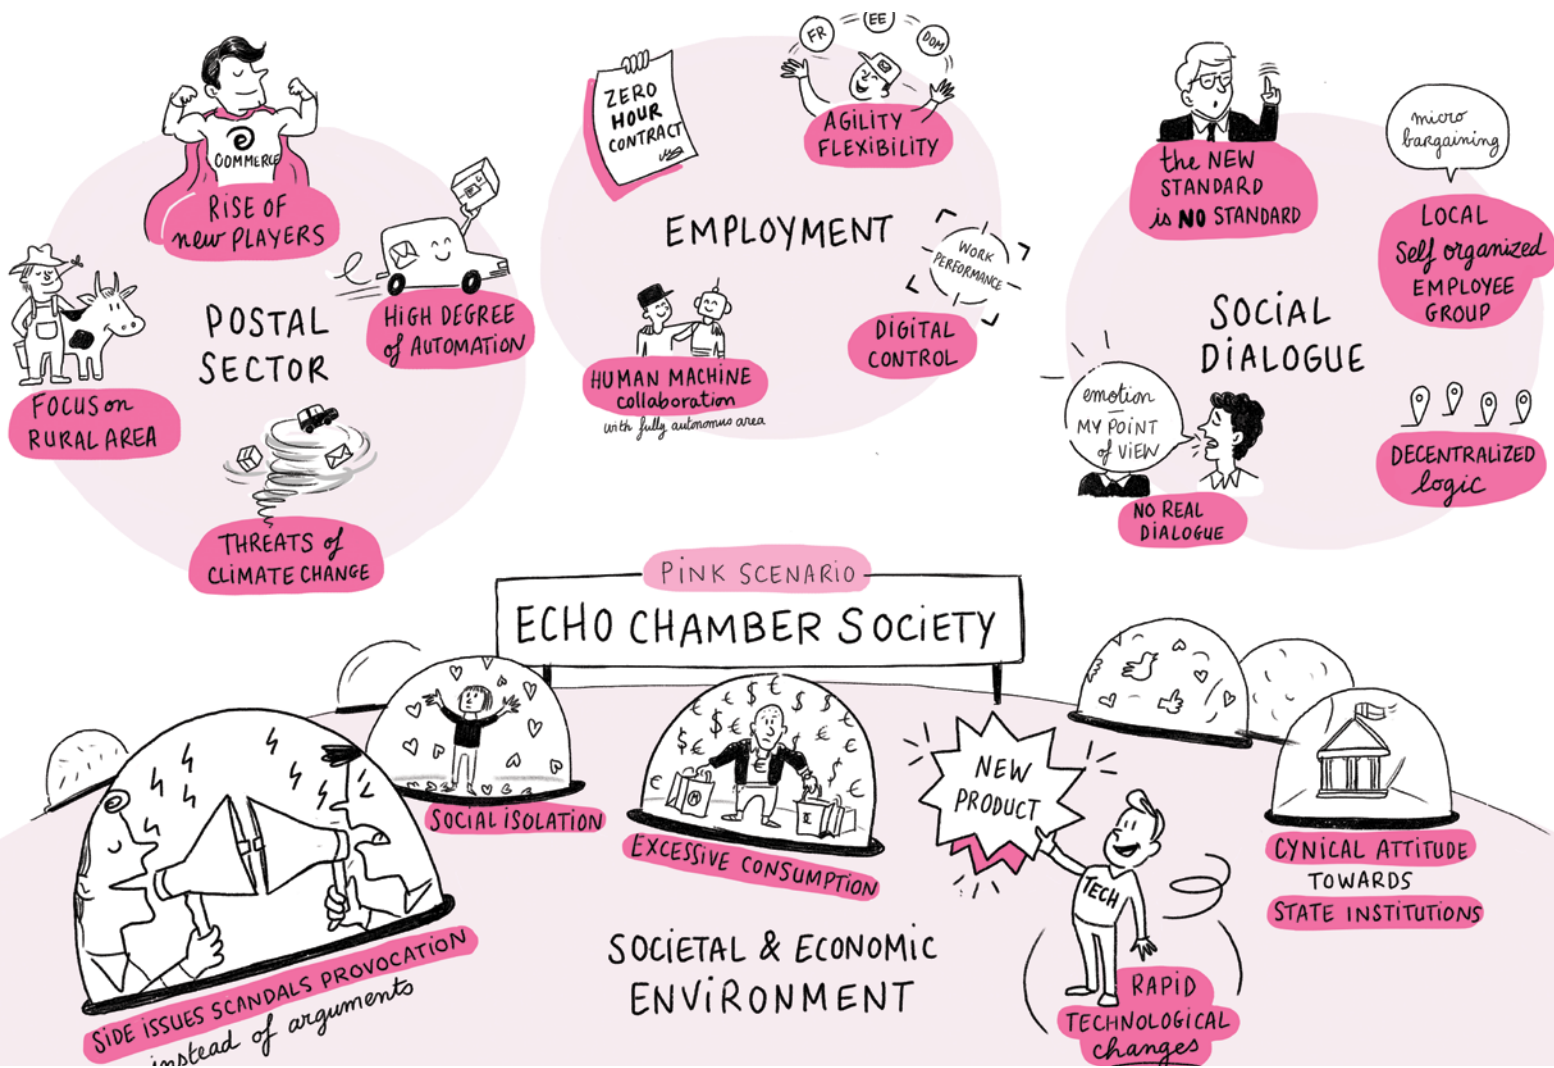 FR
EE
DOM
ZERO
HOUR
CONTRACT
AGILITY
FLEXIBILITY
COMMERCE
RISE OF
new PLAYERS
EMPLOYMENT
WORK
PERFORMANCE
the NEW
STANDARD
is NO STANDARD
micro
bargaining
LOCAL
Self organized
EMPLOYEE
GROUP
POSTAL
SECTOR
HIGH DEGREE
of AUTOMATION
FOCUS on
RURAL AREA
THREATS of
CLIMATE CHANGE
HUMAN MACHINE
collaboration
with fully autonomus area
DIGITAL
CONTROL
SOCIAL
DIALOGUE
emotion
MY POINT
of VIEW
NO REAL
DIALOGUE
DECENTRALIZED
logic
PINK SCENARIO
ECHO CHAMBER SOCIETY
SIDE ISSUES SCANDALS PROVOCATION
instead of arguments
SOCIAL ISOLATION
$ € $ € $ € $ €
EXCESSIVE CONSUMPTION
NEW
PRODUCT
TECH
RAPID
TECHNOLOGICAL
changes
CYNICAL ATTITUDE
TOWARDS
STATE INSTITUTIONS
SOCIETAL & ECONOMIC
ENVIRONMENT